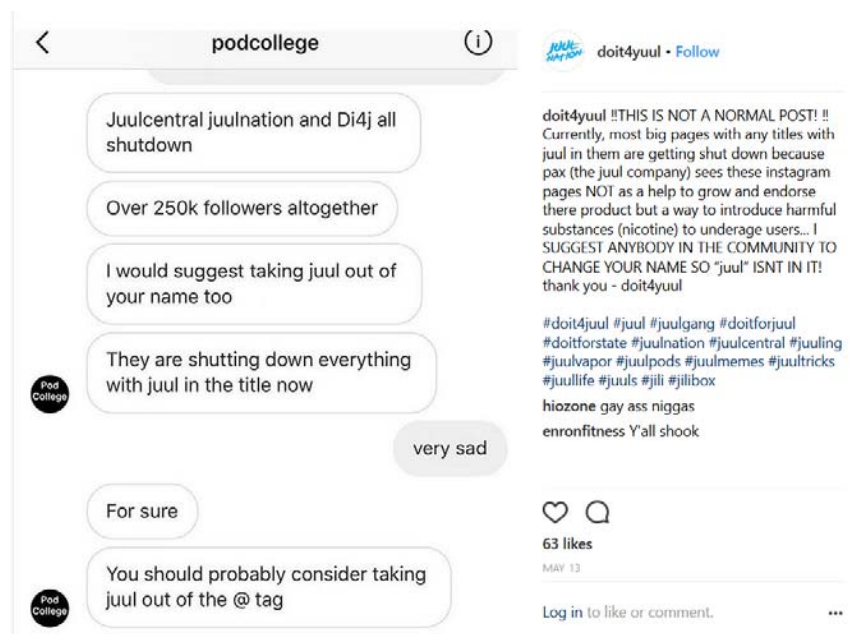 podcollege
Juulcentral juulnation and Di4j all
shutdown
Over 250k followers altogether
I would suggest taking juul out of
your name too
They are shutting down everything
with juul in the title now
Pod
College
very sad
For sure
You should probably consider taking
juul out of the @ tag
Pod
College
JUUL
NATION
doit4yuul • Follow
doit4yuul ‼THIS IS NOT A NORMAL POST! ‼
Currently, most big pages with any titles with
juul in them are getting shut down because
pax (the juul company) sees these instagram
pages NOT as a help to grow and endorse
there product but a way to introduce harmful
substances (nicotine) to underage users... I
SUGGEST ANYBODY IN THE COMMUNITY TO
CHANGE YOUR NAME SO "juul" ISNT IN IT!
thank you - doit4yuul
#doit4juul #juul #juulgang #doitforjuul
#doitforstate #juulnation #juulcentral #juuling
#juulvapor #juulpods #juulmemes #juultricks
#juullife #juuls #jili #jilibox
hiozone gay ass niggas
enronfitness Y'all shook
63 likes
MAY 13
Log in to like or comment.